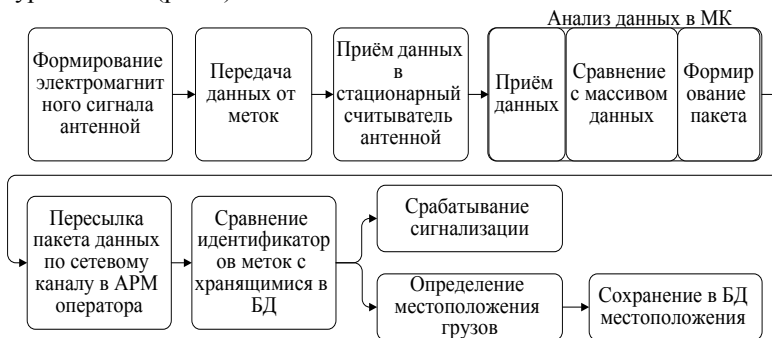 Анализ данных в МК
Формирование
электромагнит
ного сигнала
антенной
Передача
данных от
меток
Приём данных
в
стационарный
считыватель
антенной
Приём
данных
Сравнение
с массивом
данных
Формир
ование
пакета
Пересылка
пакета данных
по сетевому
каналу в АРМ
оператора
Сравнение
идентификатор
ов меток с
хранящимися в
БД
Срабатывание
сигнализации
Определение
местоположения
грузов
Сохранение в БД
местоположения